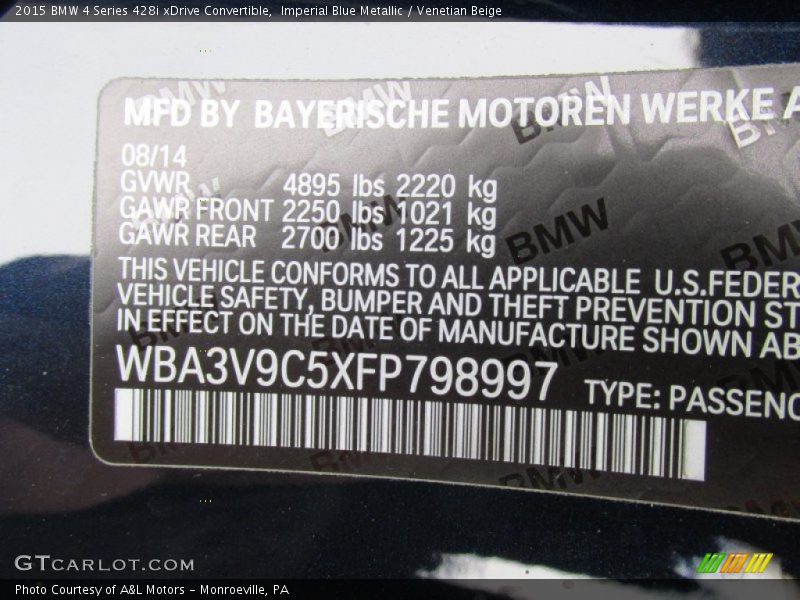 2015 BMW 4 Series 428i xDrive Convertible,  Imperial Blue Metallic / Venetian Beige
MFD BY BAYERISCHE MOTOREN WERKE A
08/14
GVWR 4895 lbs 2220 kg
GAWR FRONT 2250 lbs 1021 kg
GAWR REAR 2700 lbs 1225 kg
THIS VEHICLE CONFORMS TO ALL APPLICABLE U.S.FEDER
VEHICLE SAFETY, BUMPER AND THEFT PREVENTION ST
IN EFFECT ON THE DATE OF MANUFACTURE SHOWN AB
WBA3V9C5XFP798997 TYPE: PASSENG
GTCARLOT.COM
Photo Courtesy of A&L Motors – Monroeville, PA